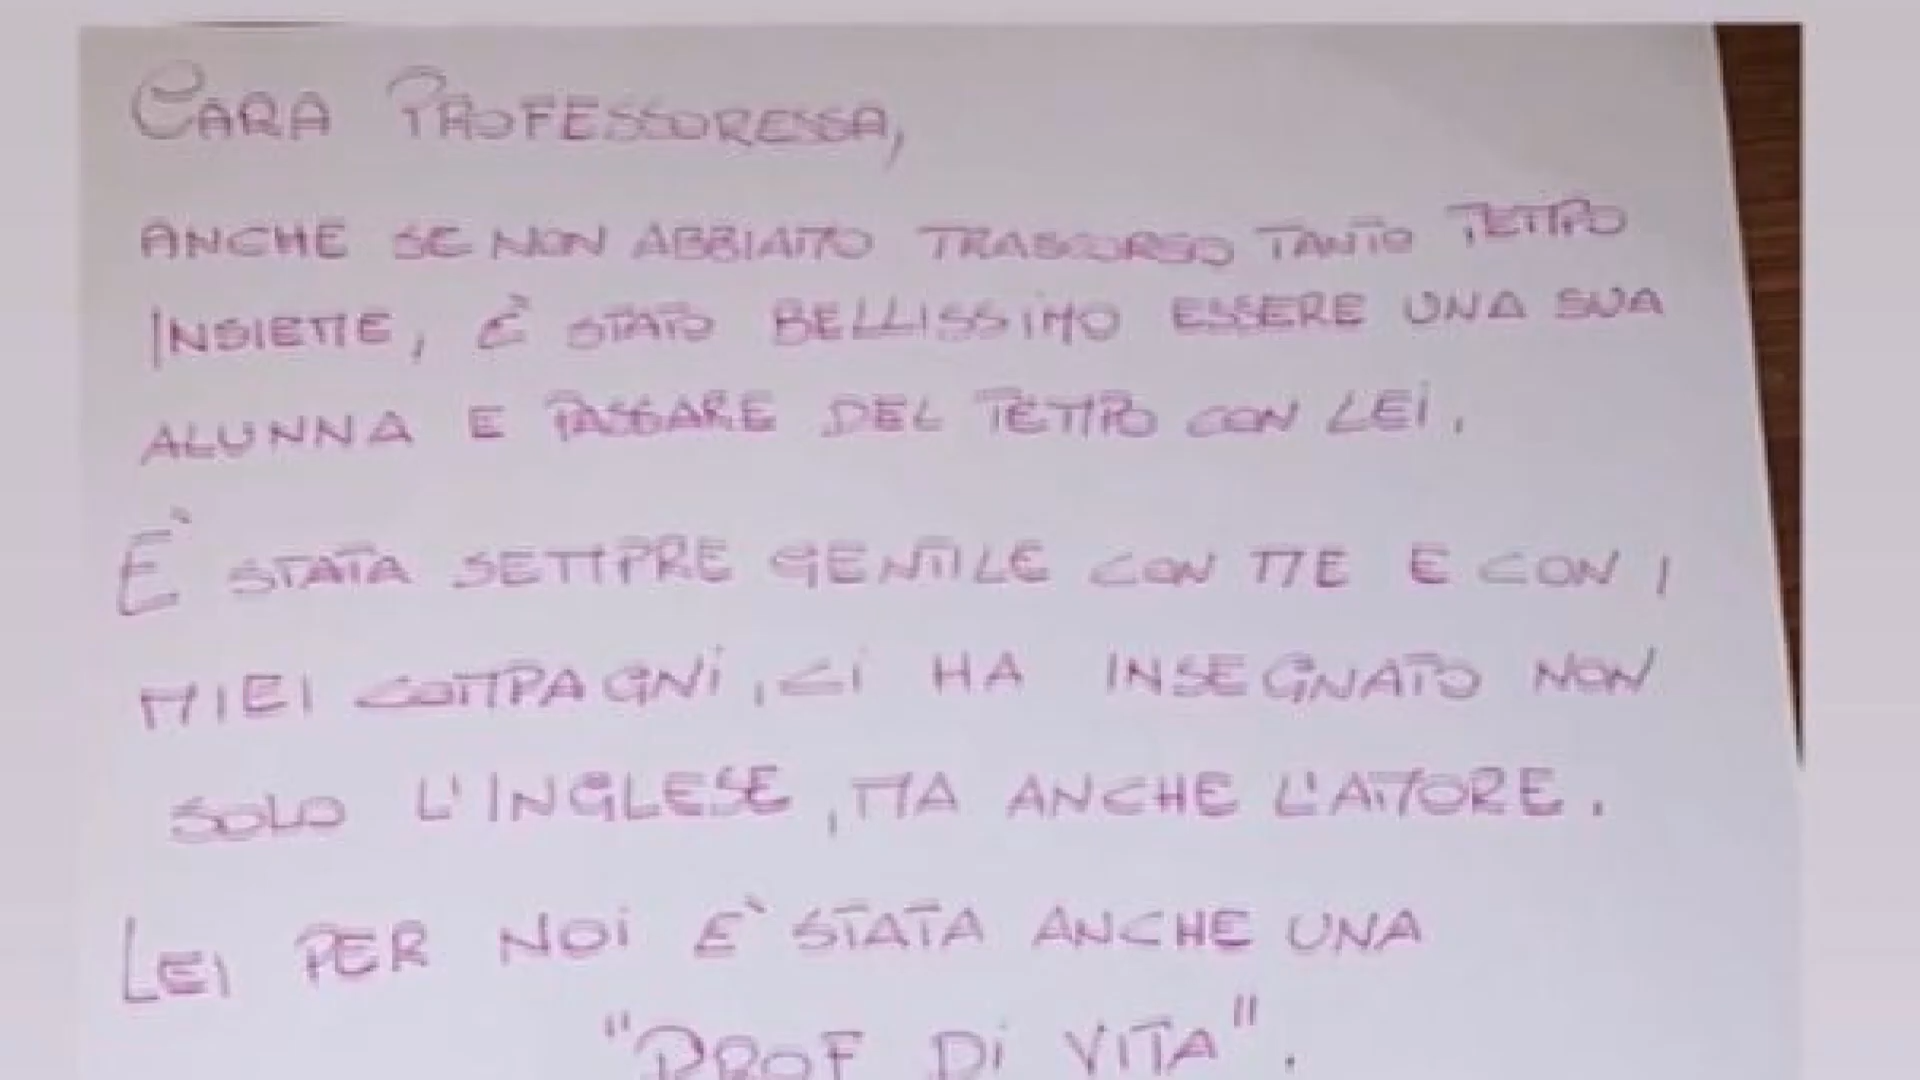 CARA PROFESSORESSA,
ANCHE SE NON ABBIAMO TRASCORSO TANTO TEMPO
INSIEME, È STATO BELLISSIMO ESSERE UNA SUA
ALUNNA E PASSARE DEL TEMPO CON LEI.
È STATA SEMPRE GENTILE CON ME E CON I
MIEI COMPAGNI, CI HA INSEGNATO NON
SOLO L'INGLESE, MA ANCHE L'AMORE.
LEI PER NOI È STATA ANCHE UNA
"PROF DI VITA".